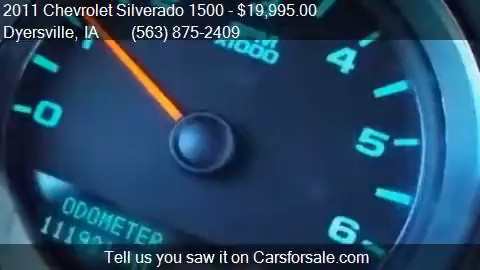 2011 Chevrolet Silverado 1500 - $19,995.00
Dyersville, IA (563) 875-2409
x1000
1
4
0
5
ODOMETER
6
Tell us you saw it on Carsforsale.com